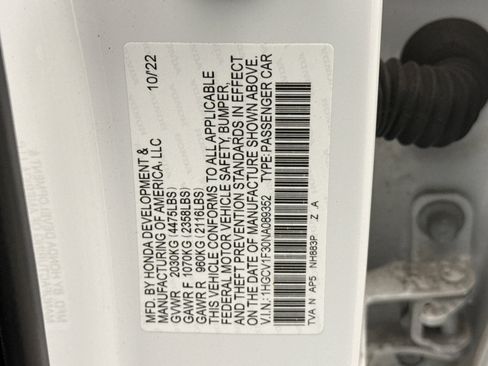 MFD. BY HONDA DEVELOPMENT & 10/22
MANUFACTURING OF AMERICA, LLC
GVWR 2030KG (4475LBS)
GAWR F 1070KG (2358LBS)
GAWR R 960KG (2116LBS)
THIS VEHICLE CONFORMS TO ALL APPLICABLE
FEDERAL MOTOR VEHICLE SAFETY, BUMPER,
AND THEFT PREVENTION STANDARDS IN EFFECT
ON THE DATE OF MANUFACTURE SHOWN ABOVE.
V.I.N.:1HGCV1F30NA089352 TYPE:PASSENGER CAR
TVA N AP5 NH883P Z A